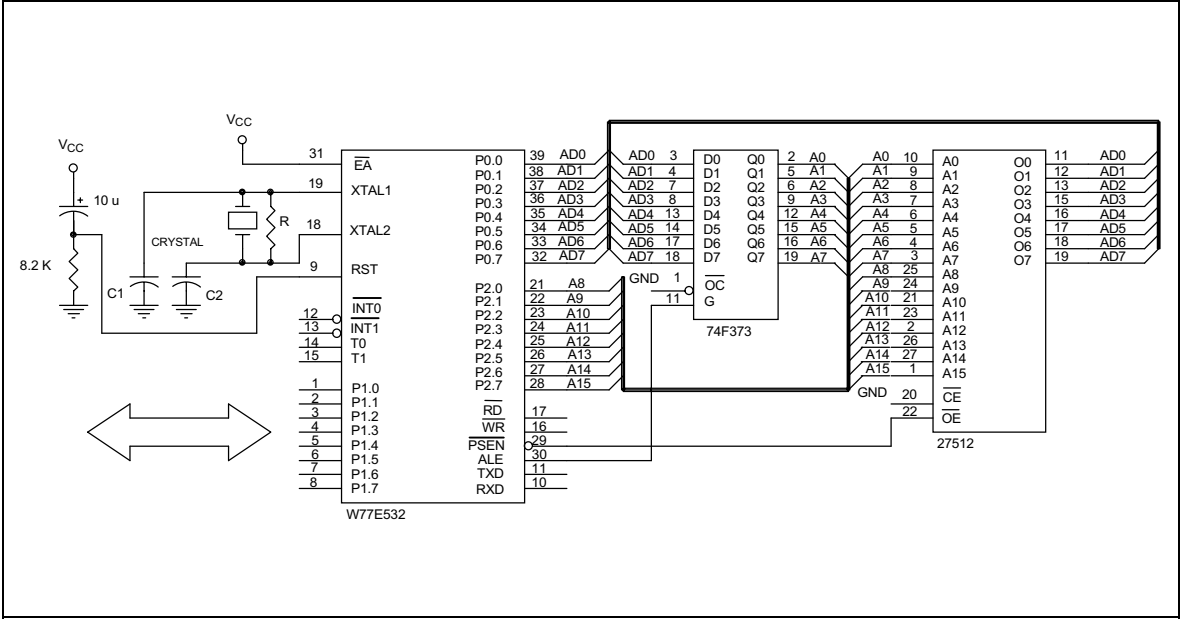 VCC
VCC
10 u
8.2 K
C1
C2
CRYSTAL
R
31 EA
19 XTAL1
18 XTAL2
9 RST
12 INT0
13 INT1
14 T0
15 T1
1 P1.0
2 P1.1
3 P1.2
4 P1.3
5 P1.4
6 P1.5
7 P1.6
8 P1.7
P0.0 39 AD0
P0.1 38 AD1
P0.2 37 AD2
P0.3 36 AD3
P0.4 35 AD4
P0.5 34 AD5
P0.6 33 AD6
P0.7 32 AD7
P2.0 21 A8
P2.1 22 A9
P2.2 23 A10
P2.3 24 A11
P2.4 25 A12
P2.5 26 A13
P2.6 27 A14
P2.7 28 A15
RD 17
WR 16
PSEN 29
ALE 30
TXD 11
RXD 10
W77E532
AD0 3 D0 Q0 2 A0
AD1 4 D1 Q1 5 A1
AD2 7 D2 Q2 6 A2
AD3 8 D3 Q3 9 A3
AD4 13 D4 Q4 12 A4
AD5 14 D5 Q5 15 A5
AD6 17 D6 Q6 16 A6
AD7 18 D7 Q7 19 A7
GND 1 OC
11 G
74F373
A0 10 A0 O0 11 AD0
A1 9 A1 O1 12 AD1
A2 8 A2 O2 13 AD2
A3 7 A3 O3 15 AD3
A4 6 A4 O4 16 AD4
A5 5 A5 O5 17 AD5
A6 4 A6 O6 18 AD6
A7 3 A7 O7 19 AD7
A8 25 A8
A9 24 A9
A10 21 A10
A11 23 A11
A12 2 A12
A13 26 A13
A14 27 A14
A15 1 A15
GND 20 CE
22 OE
27512